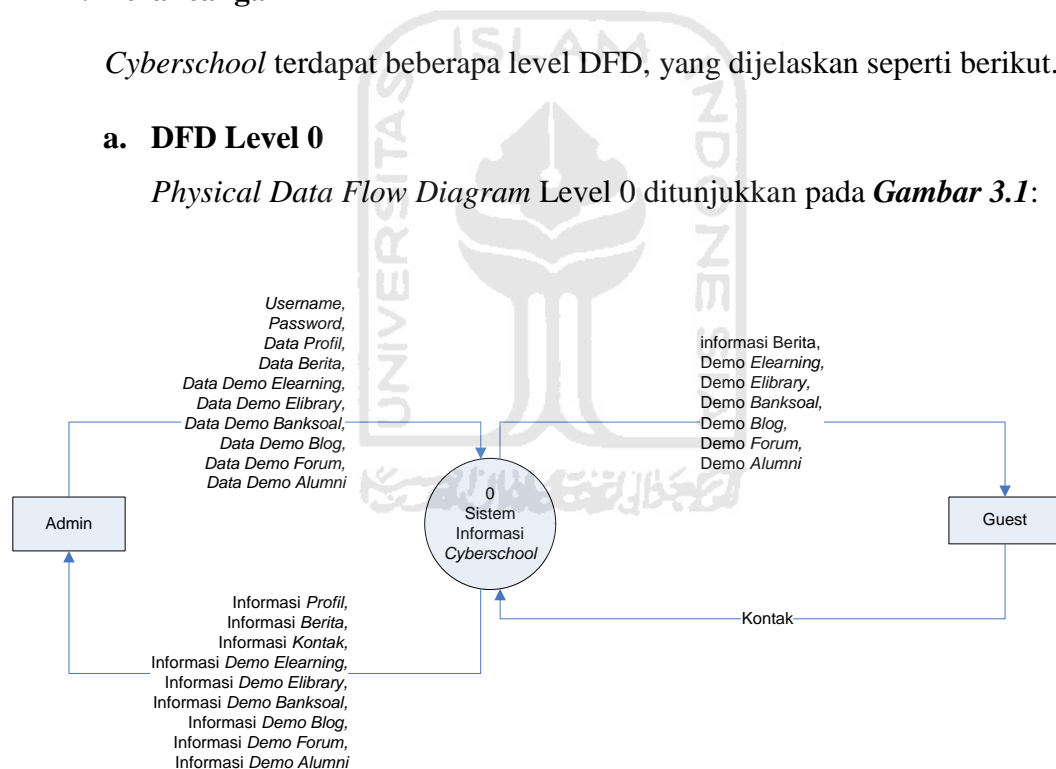 Cyberschool terdapat beberapa level DFD, yang dijelaskan seperti berikut.
a. DFD Level 0
Physical Data Flow Diagram Level 0 ditunjukkan pada Gambar 3.1:
Username,
Password,
Data Profil,
Data Berita,
Data Demo Elearning,
Data Demo Elibrary,
Data Demo Banksoal,
Data Demo Blog,
Data Demo Forum,
Data Demo Alumni
informasi Berita,
Demo Elearning,
Demo Elibrary,
Demo Banksoal,
Demo Blog,
Demo Forum,
Demo Alumni
Admin
0
Sistem
Informasi
Cyberschool
Guest
Kontak
Informasi Profil,
Informasi Berita,
Informasi Kontak,
Informasi Demo Elearning,
Informasi Demo Elibrary,
Informasi Demo Banksoal,
Informasi Demo Blog,
Informasi Demo Forum,
Informasi Demo Alumni
ISLAM
UNIVERSITAS
INDONESIA